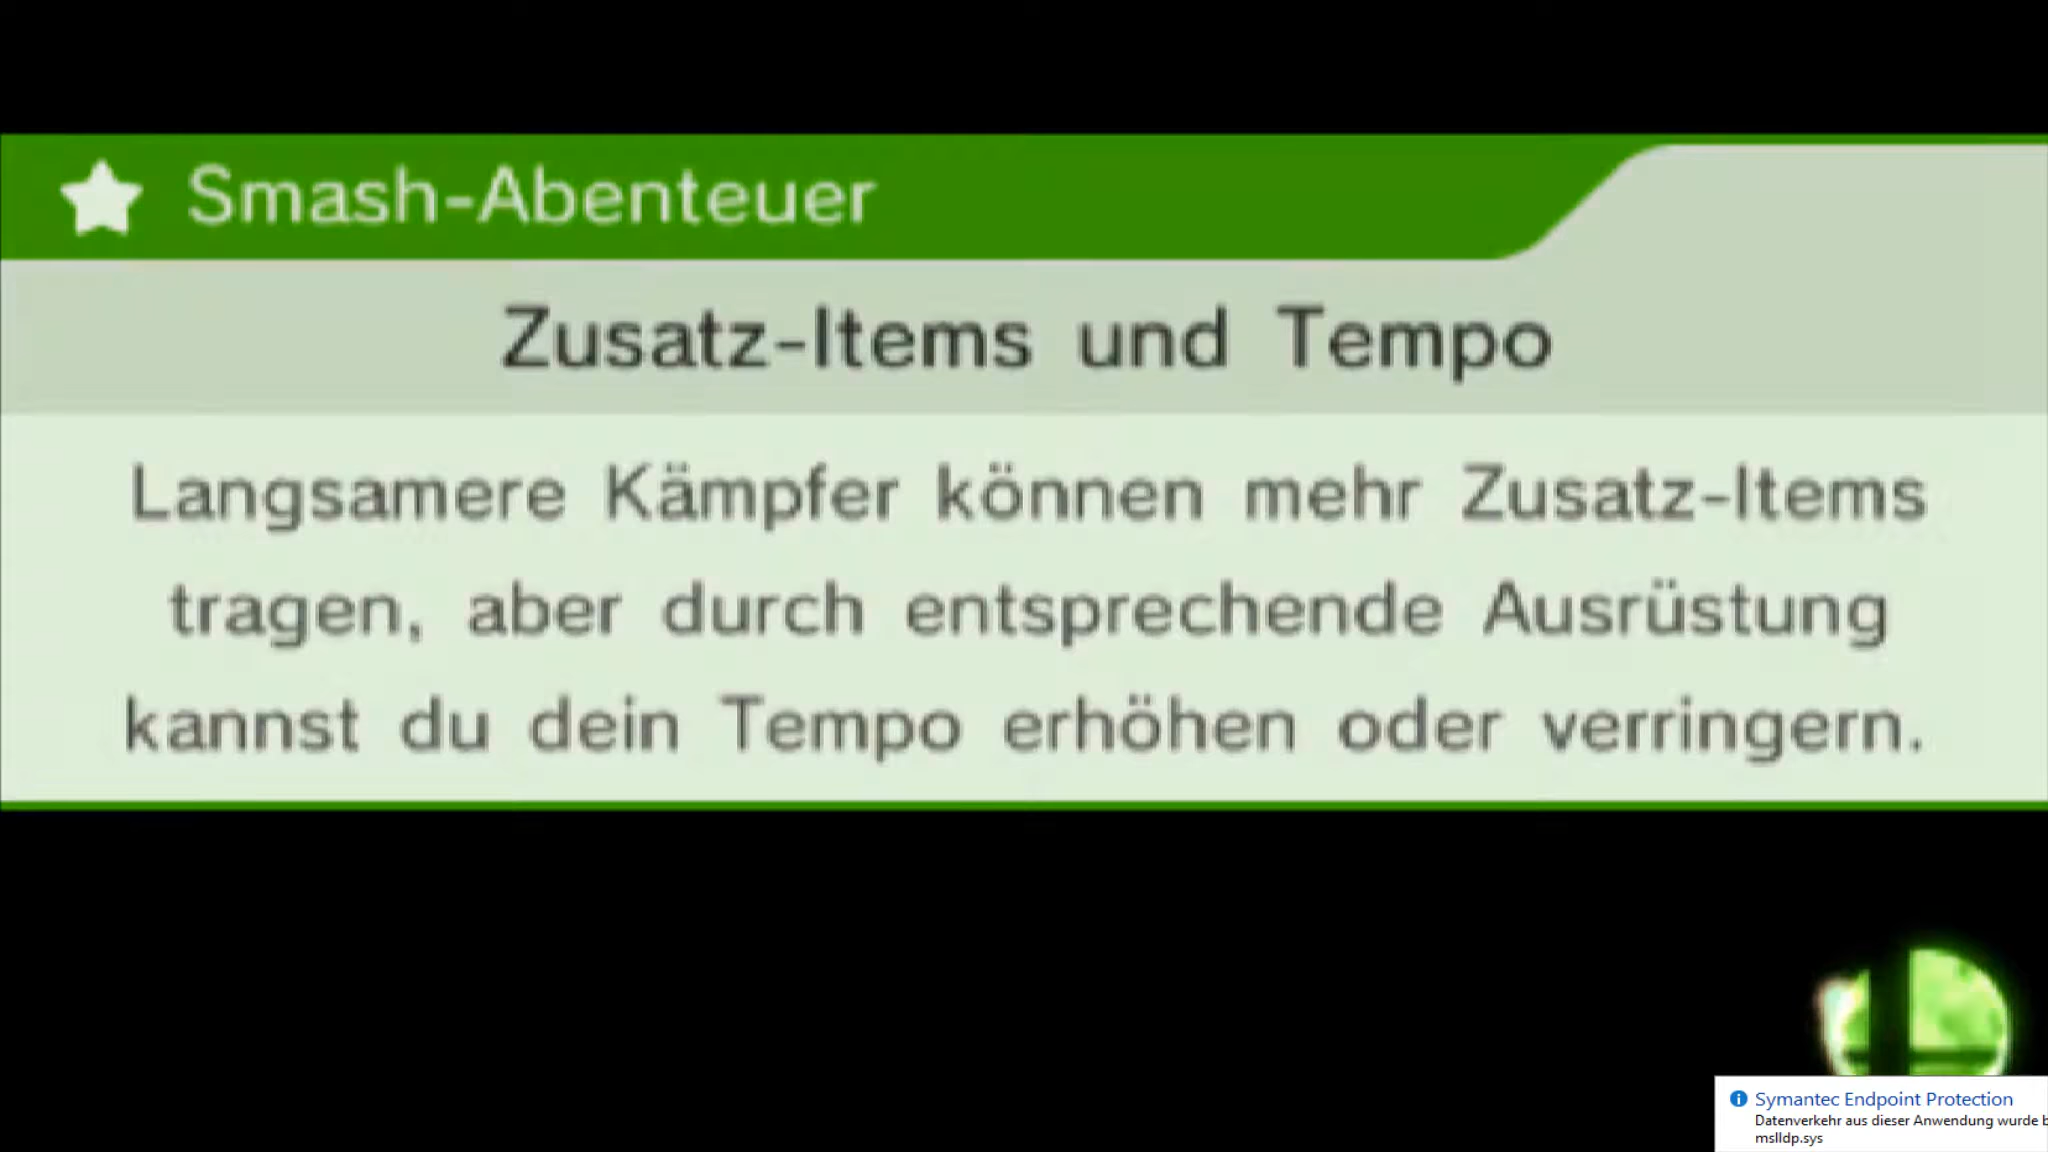 Smash-Abenteuer
Zusatz-Items und Tempo
Langsamere Kämpfer können mehr Zusatz-Items
tragen, aber durch entsprechende Ausrüstung
kannst du dein Tempo erhöhen oder verringern.
Symantec Endpoint Protection
Datenverkehr aus dieser Anwendung wurde
mslldp.sys